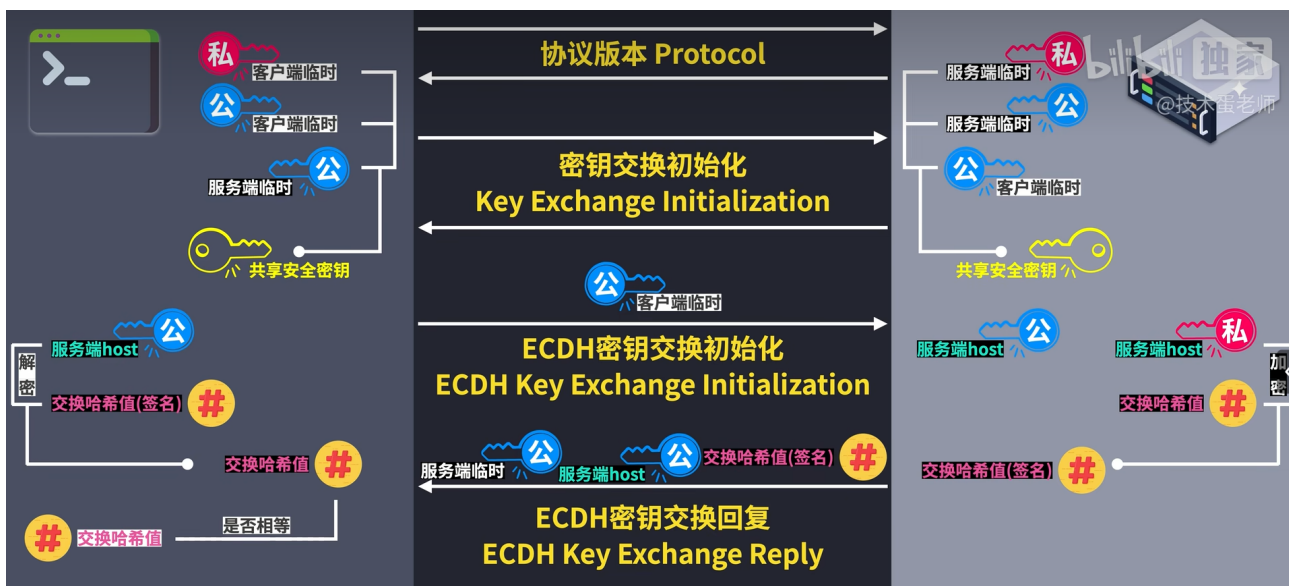 >_
私
客户端临时
公
客户端临时
公
服务端临时
共享安全密钥
公
服务端host
解密
交换哈希值(签名)
#
交换哈希值
#
#
交换哈希值
是否相等
协议版本 Protocol
密钥交换初始化
Key Exchange Initialization
公
客户端临时
ECDH密钥交换初始化
ECDH Key Exchange Initialization
公
服务端临时
公
服务端host
交换哈希值(签名)
#
ECDH密钥交换回复
ECDH Key Exchange Reply
私
服务端临时
bilibili 独家
@技术蛋老师
公
服务端临时
公
客户端临时
共享安全密钥
公
服务端host
私
服务端host
加密
交换哈希值
#
交换哈希值(签名)
#